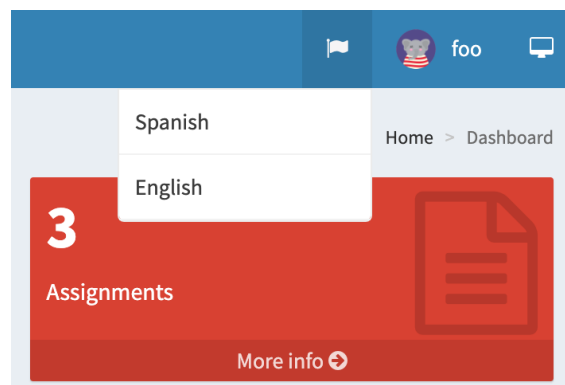 foo
Spanish
English
Home > Dashboard
3
Assignments
More info